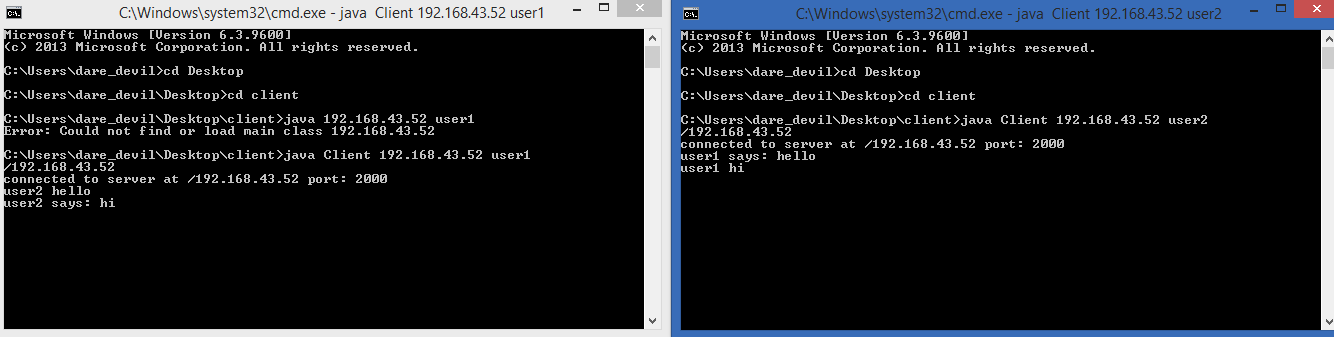 C:\Windows\system32\cmd.exe - java  Client 192.168.43.52 user1
Microsoft Windows [Version 6.3.9600]
(c) 2013 Microsoft Corporation. All rights reserved.
C:\Users\dare_devil>cd Desktop
C:\Users\dare_devil\Desktop>cd client
C:\Users\dare_devil\Desktop\client>java 192.168.43.52 user1
Error: Could not find or load main class 192.168.43.52
C:\Users\dare_devil\Desktop\client>java Client 192.168.43.52 user1
/192.168.43.52
connected to server at /192.168.43.52 port: 2000
user2 hello
user2 says: hi
C:\Windows\system32\cmd.exe - java  Client 192.168.43.52 user2
Microsoft Windows [Version 6.3.9600]
(c) 2013 Microsoft Corporation. All rights reserved.
C:\Users\dare_devil>cd Desktop
C:\Users\dare_devil\Desktop>cd client
C:\Users\dare_devil\Desktop\client>java Client 192.168.43.52 user2
/192.168.43.52
connected to server at /192.168.43.52 port: 2000
user1 says: hello
user1 hi